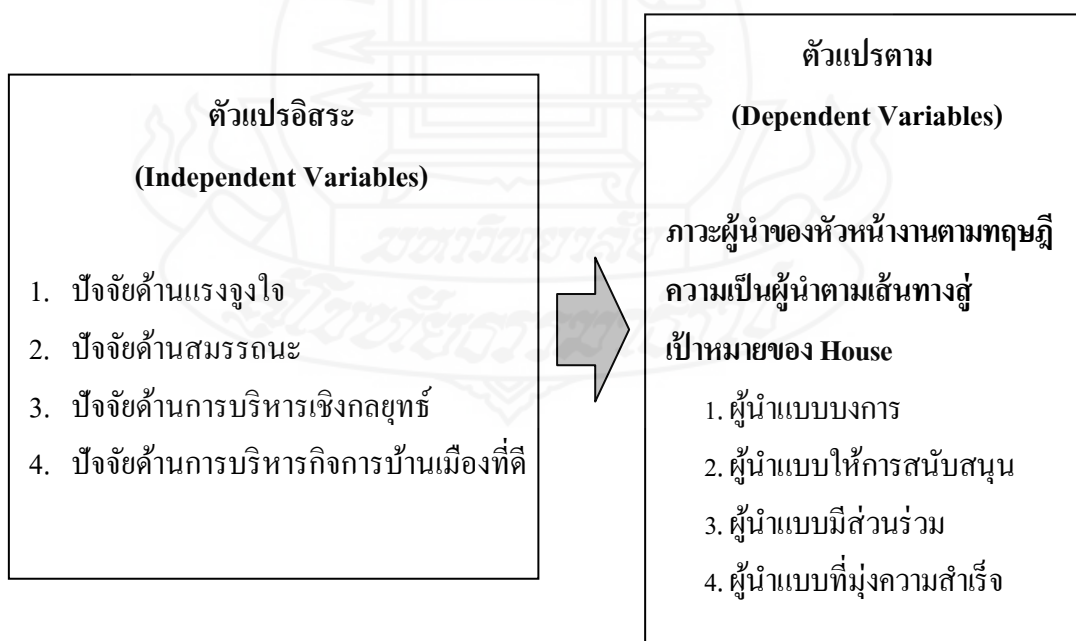 ตัวแปรอิสระ
(Independent Variables)
1. ปัจจัยด้านแรงจูงใจ
2. ปัจจัยด้านสมรรถนะ
3. ปัจจัยด้านการบริหารเชิงกลยุทธ์
4. ปัจจัยด้านการบริหารกิจการบ้านเมืองที่ดี
ตัวแปรตาม
(Dependent Variables)
ภาวะผู้นำของหัวหน้างานตามทฤษฎี
ความเป็นผู้นำตามเส้นทางสู่
เป้าหมายของ House
1. ผู้นำแบบบงการ
2. ผู้นำแบบให้การสนับสนุน
3. ผู้นำแบบมีส่วนร่วม
4. ผู้นำแบบที่มุ่งความสำเร็จ